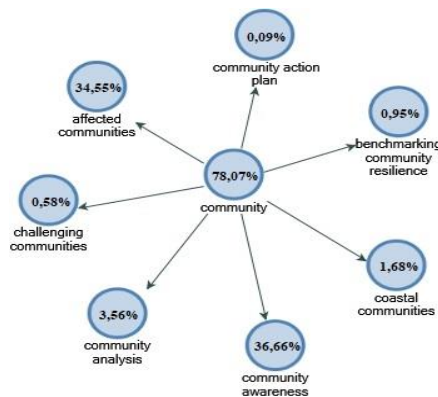 0,09%
community action
plan
34,55%
affected
communities
0,95%
benchmarking
community
resilience
78,07%
community
0,58%
challenging
communities
1,68%
coastal
communities
3,56%
community
analysis
36,66%
community
awareness